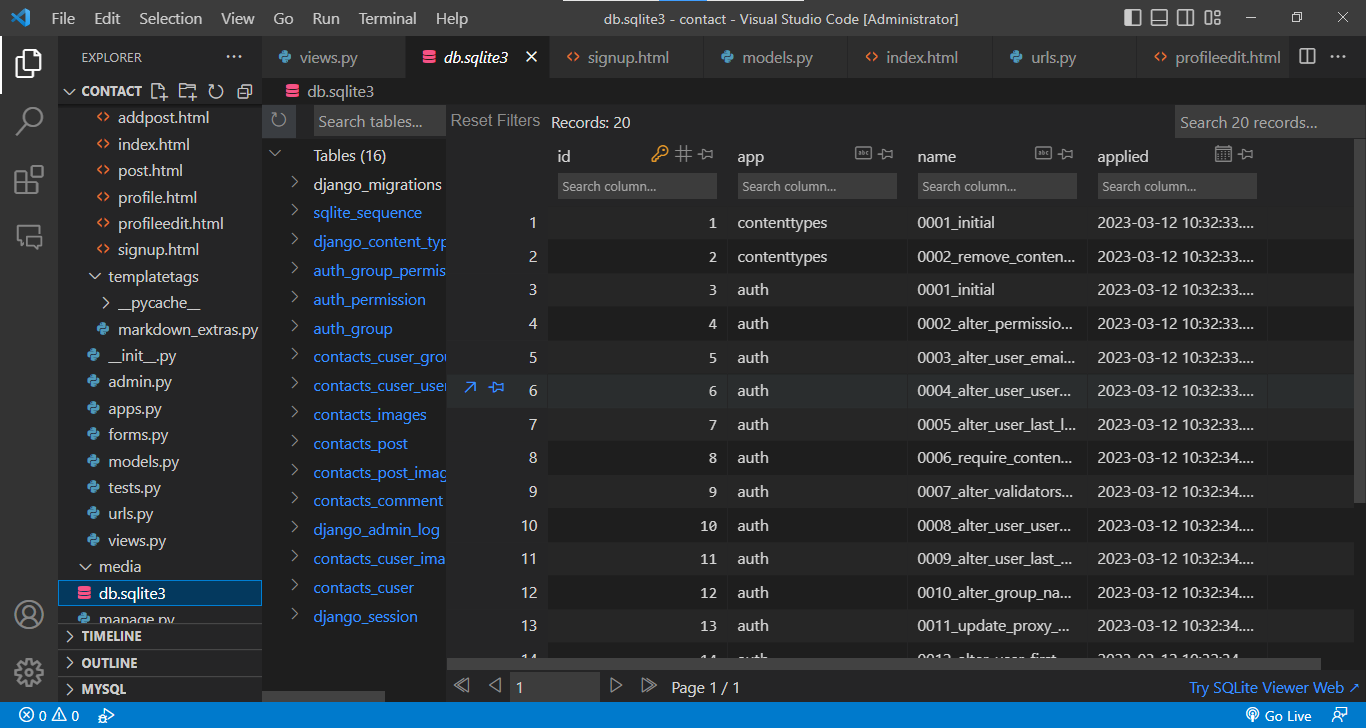 File Edit Selection View Go Run Terminal Help db.sqlite3 - contact - Visual Studio Code [Administrator]
EXPLORER ··· views.py db.sqlite3 signup.html models.py index.html urls.py profileedit.html ···
CONTACT db.sqlite3
addpost.html
index.html
post.html
profile.html
profileedit.html
signup.html
templatetags
__pycache__
markdown_extras.py
__init__.py
admin.py
apps.py
forms.py
models.py
tests.py
urls.py
views.py
media
db.sqlite3
manage.py
TIMELINE
OUTLINE
MYSQL
Search tables...
Tables (16)
django_migrations
sqlite_sequence
django_content_typ
auth_group_permis
auth_permission
auth_group
contacts_cuser_grou
contacts_cuser_user
contacts_images
contacts_post
contacts_post_imag
contacts_comment
django_admin_log
contacts_cuser_ima
contacts_cuser
django_session
Reset Filters Records: 20 Search 20 records...
id app name applied
Search column... Search column... Search column... Search column...
1 1 contenttypes 0001_initial 2023-03-12 10:32:33....
2 2 contenttypes 0002_remove_conten... 2023-03-12 10:32:33....
3 3 auth 0001_initial 2023-03-12 10:32:33....
4 4 auth 0002_alter_permissio... 2023-03-12 10:32:33....
5 5 auth 0003_alter_user_emai... 2023-03-12 10:32:33....
6 6 auth 0004_alter_user_user... 2023-03-12 10:32:33....
7 7 auth 0005_alter_user_last_l... 2023-03-12 10:32:33....
8 8 auth 0006_require_conten... 2023-03-12 10:32:34....
9 9 auth 0007_alter_validators... 2023-03-12 10:32:34....
10 10 auth 0008_alter_user_user... 2023-03-12 10:32:34....
11 11 auth 0009_alter_user_last_... 2023-03-12 10:32:34....
12 12 auth 0010_alter_group_na... 2023-03-12 10:32:34....
13 13 auth 0011_update_proxy_... 2023-03-12 10:32:34....
1 Page 1 / 1 Try SQLite Viewer Web ↗
0 0 Go Live